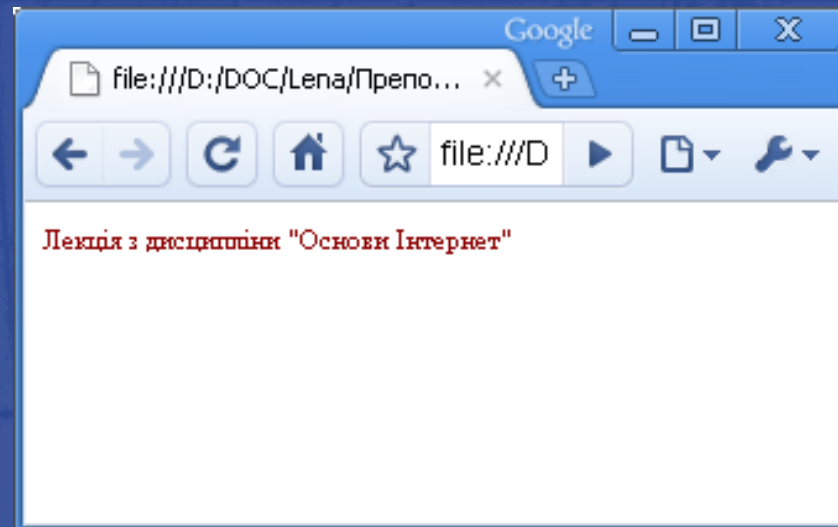 Google
file:///D:/DOC/Lena/Препо...
file:///D
Лекція з дисципліни "Основи Інтернет"